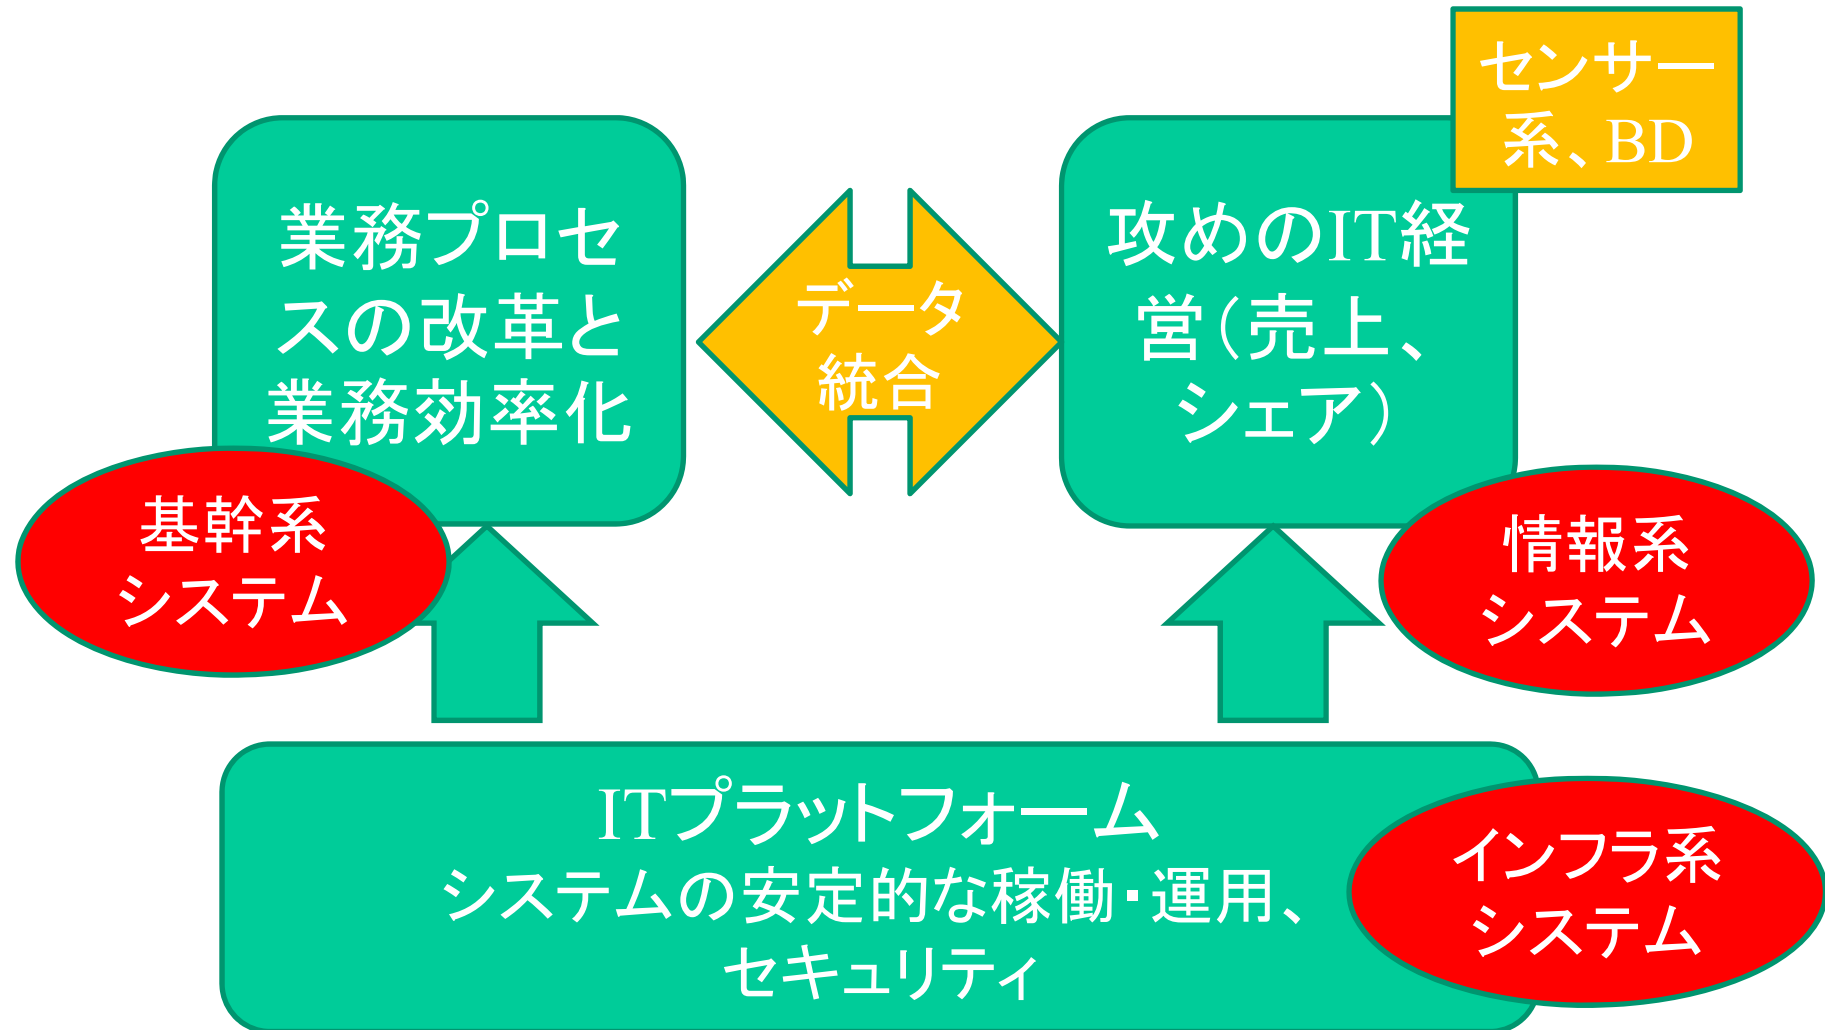 センサー
系、BD
業務プロセ
スの改革と
業務効率化
データ
統合
攻めのIT経
営（売上、
シェア）
基幹系
システム
情報系
システム
ITプラットフォーム
システムの安定的な稼働・運用、
セキュリティ
インフラ系
システム